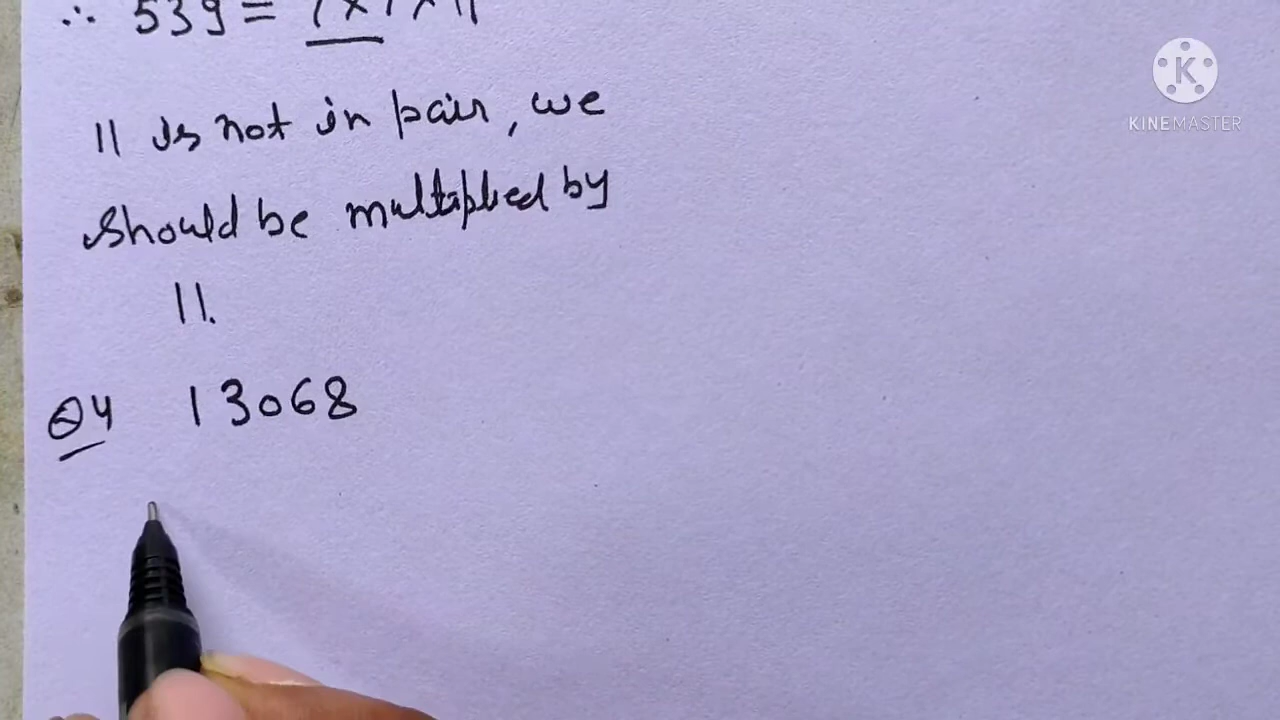 ∴ 539 = 7×7×11
11 is not in pair, we
should be multiplied by
11.
Q4 13068
K
KINEMASTER